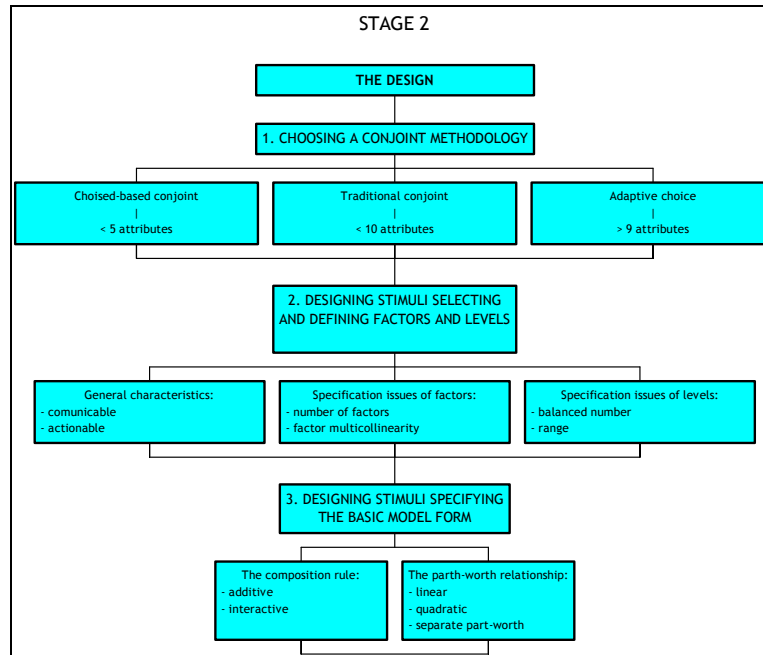 STAGE 2
THE DESIGN
1. CHOOSING A CONJOINT METHODOLOGY
Choised-based conjoint
|
< 5 attributes
Traditional conjoint
|
< 10 attributes
Adaptive choice
|
> 9 attributes
2. DESIGNING STIMULI SELECTING
AND DEFINING FACTORS AND LEVELS
General characteristics:
- comunicable
- actionable
Specification issues of factors:
- number of factors
- factor multicollinearity
Specification issues of levels:
- balanced number
- range
3. DESIGNING STIMULI SPECIFYING
THE BASIC MODEL FORM
The composition rule:
- additive
- interactive
The parth-worth relationship:
- linear
- quadratic
- separate part-worth